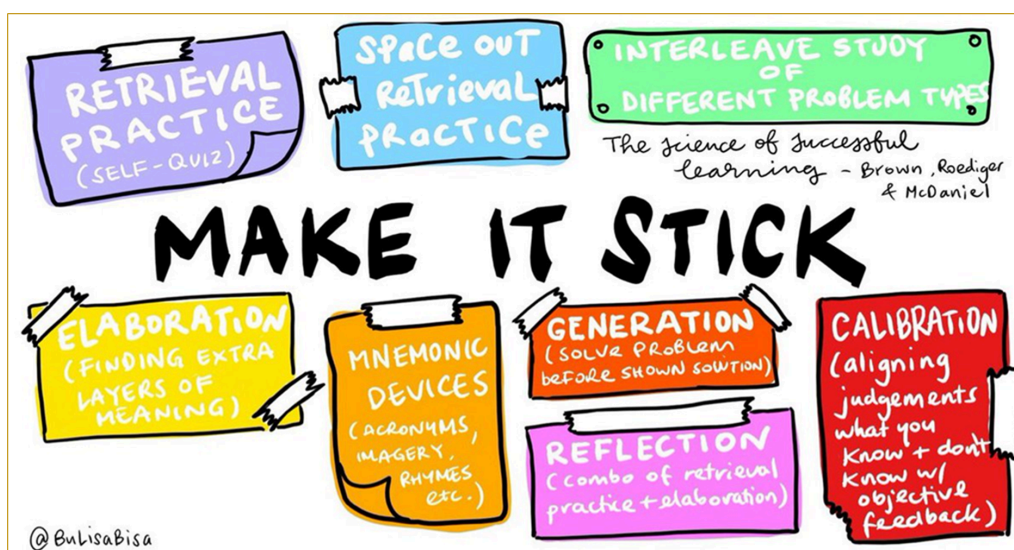 RETRIEVAL
PRACTICE
(SELF-QUIZ)
SPACE OUT
RETRIEVAL
PRACTICE
INTERLEAVE STUDY
OF
DIFFERENT PROBLEM TYPES
The science of successful
learning - Brown, Roediger
& McDaniel
MAKE IT STICK
ELABORATION
(FINDING EXTRA
LAYERS OF
MEANING)
MNEMONIC
DEVICES
(ACRONYMS,
IMAGERY,
RHYMES
etc.)
GENERATION
(SOLVE PROBLEM
before SHOWN SOLUTION)
REFLECTION
(combo of retrieval
practice + elaboration)
CALIBRATION
(aligning
judgements
what you
know + don't
know w/
objective
feedback)
@BuLisaBisa